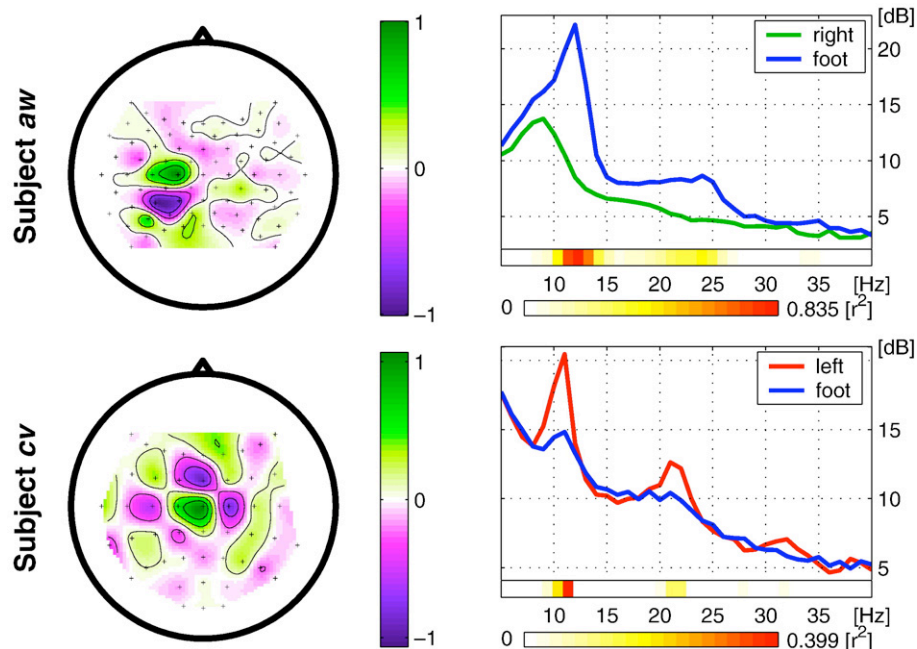 Subject aw
1
0
−1
[dB]
right
foot
20
15
10
5
10 15 20 25 30 35 [Hz]
0 0.835 [r²]
Subject cv
1
0
−1
[dB]
left
foot
15
10
5
10 15 20 25 30 35 [Hz]
0 0.399 [r²]